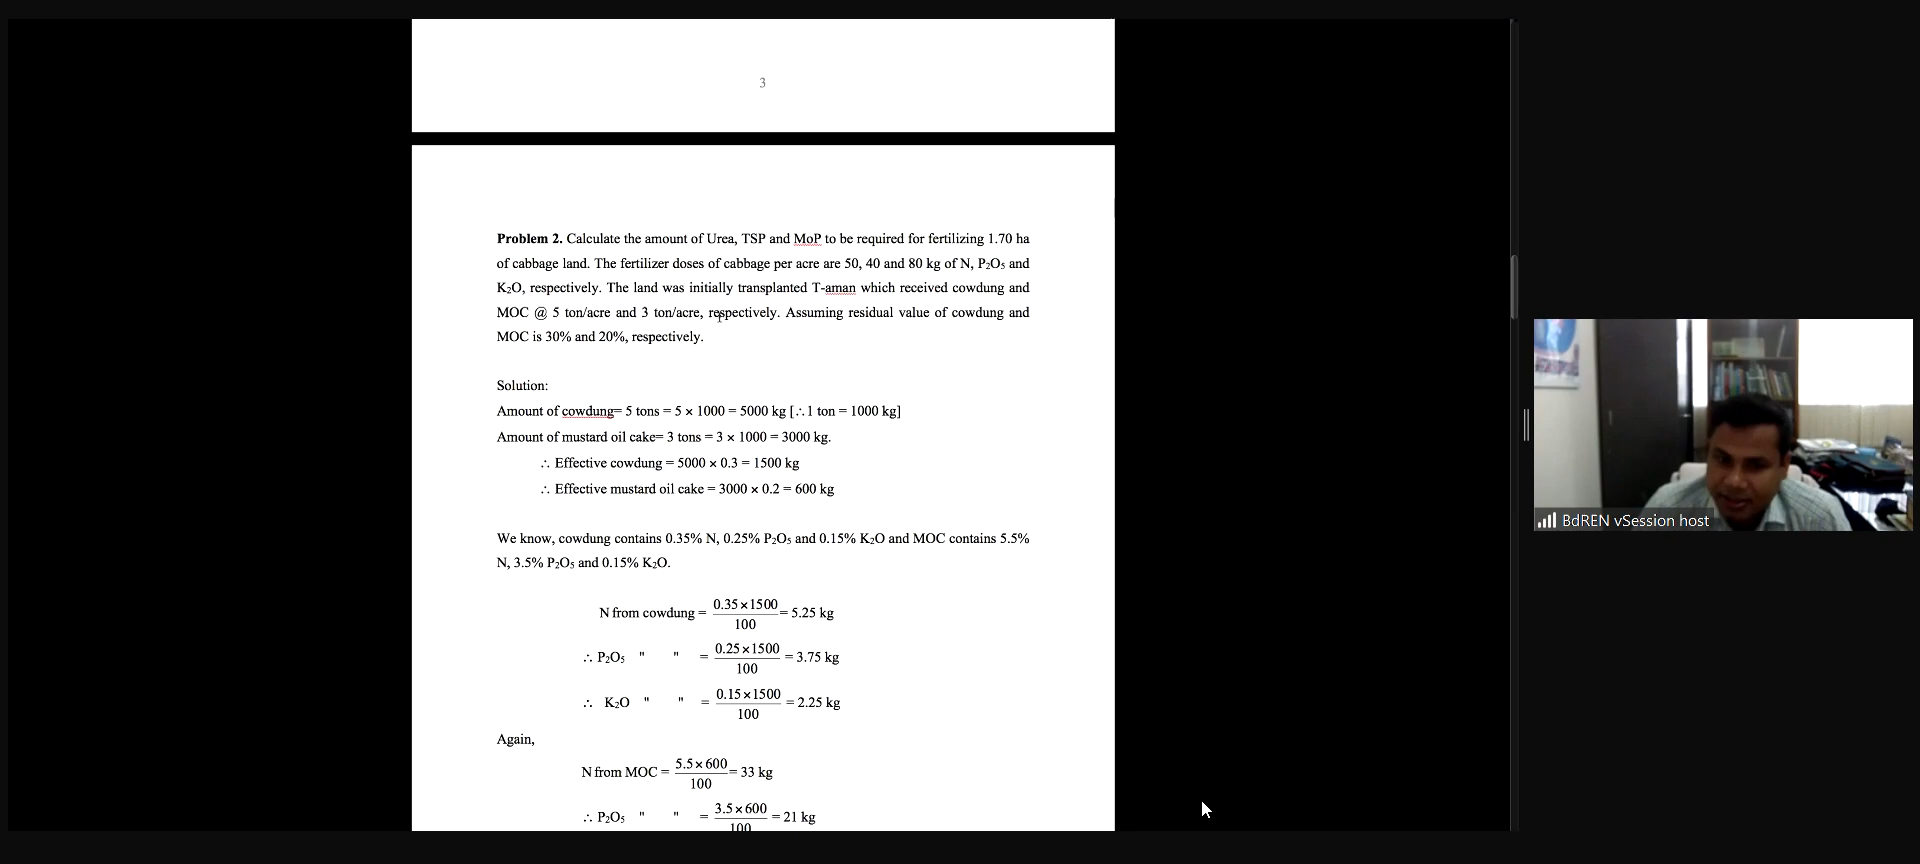 3
Problem 2. Calculate the amount of Urea, TSP and MoP to be required for fertilizing 1.70 ha
of cabbage land. The fertilizer doses of cabbage per acre are 50, 40 and 80 kg of N, P₂O₅ and
K₂O, respectively. The land was initially transplanted T-aman which received cowdung and
MOC @ 5 ton/acre and 3 ton/acre, respectively. Assuming residual value of cowdung and
MOC is 30% and 20%, respectively.
Solution:
Amount of cowdung= 5 tons = 5 × 1000 = 5000 kg [∴1 ton = 1000 kg]
Amount of mustard oil cake= 3 tons = 3 × 1000 = 3000 kg.
∴ Effective cowdung = 5000 × 0.3 = 1500 kg
∴ Effective mustard oil cake = 3000 × 0.2 = 600 kg
We know, cowdung contains 0.35% N, 0.25% P₂O₅ and 0.15% K₂O and MOC contains 5.5%
N, 3.5% P₂O₅ and 0.15% K₂O.
N from cowdung = 0.35×1500/100 = 5.25 kg
∴ P₂O₅ " " = 0.25×1500/100 = 3.75 kg
∴ K₂O " " = 0.15×1500/100 = 2.25 kg
Again,
N from MOC = 5.5×600/100 = 33 kg
∴ P₂O₅ " " = 3.5×600/100 = 21 kg
BdREN vSession host